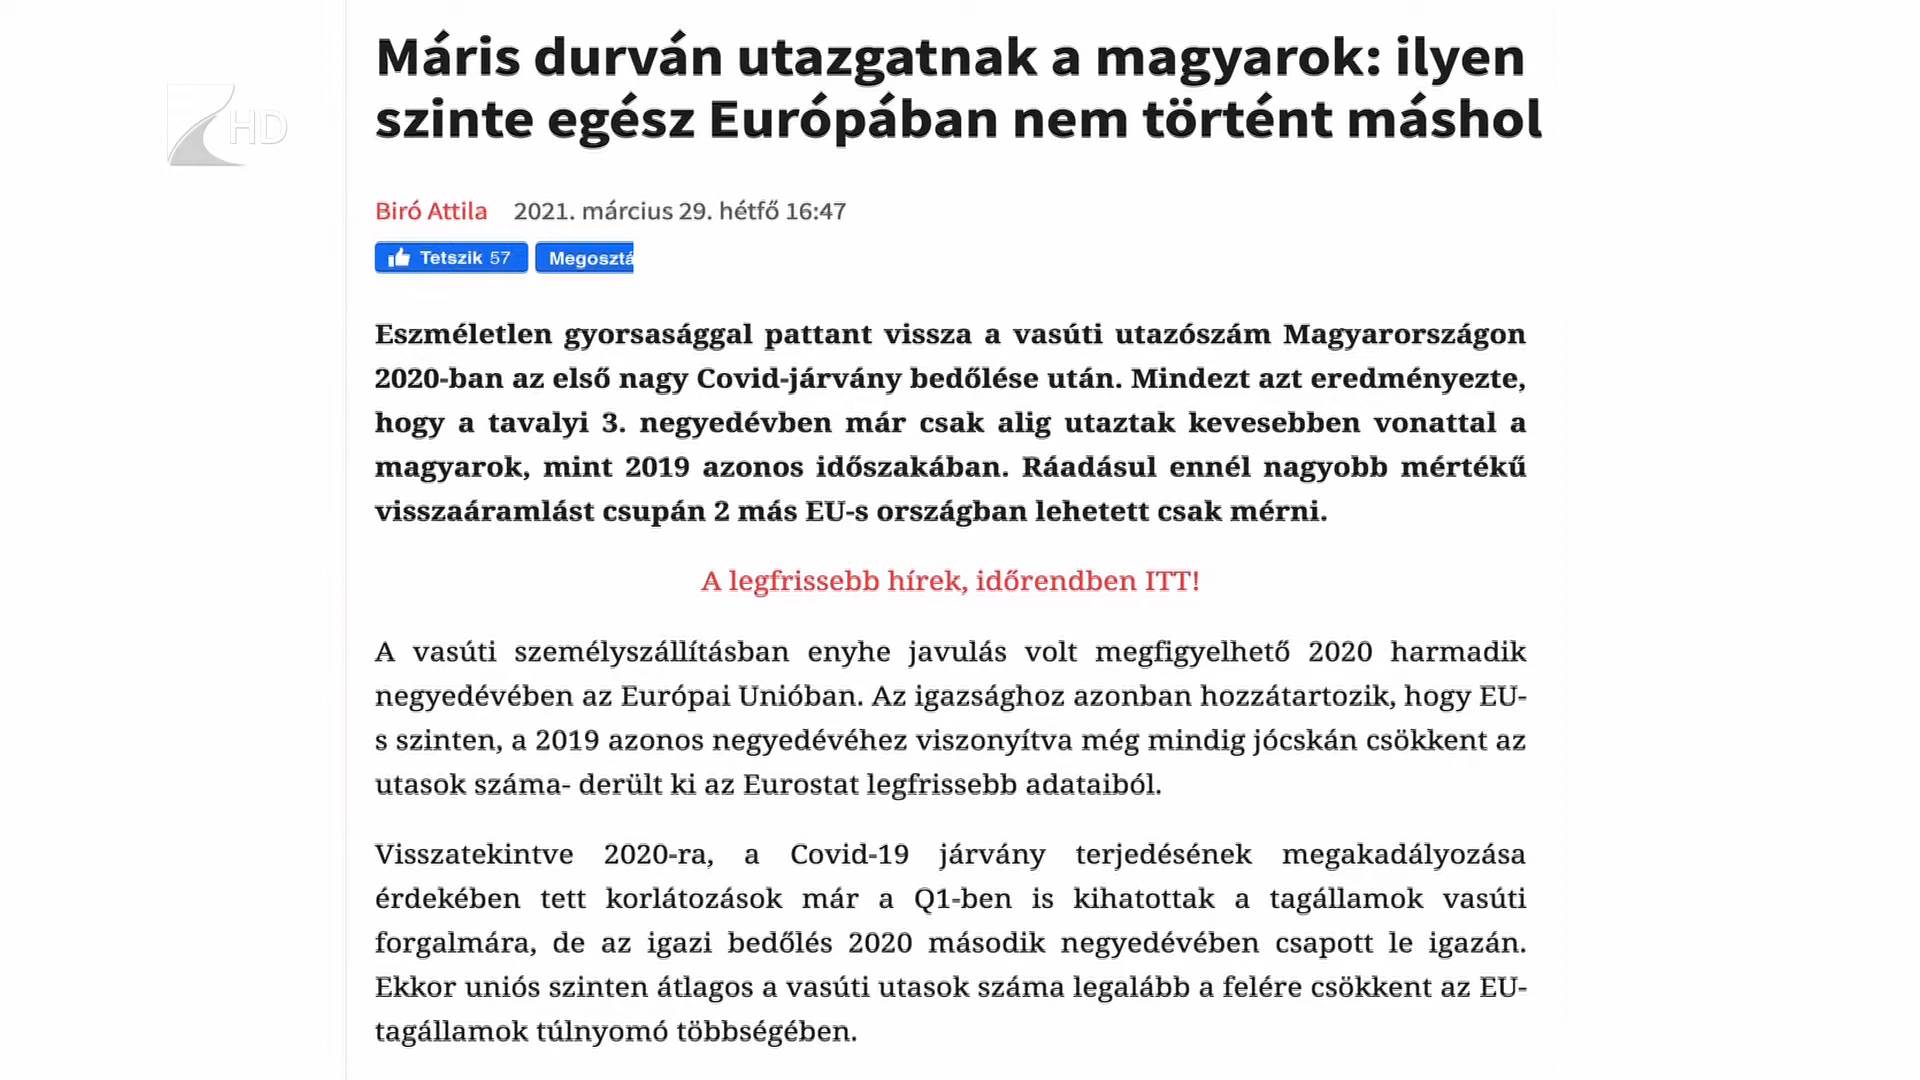 Máris durván utazgatnak a magyarok: ilyen
szinte egész Európában nem történt máshol
HD
Biró Attila 2021. március 29. hétfő 16:47
Tetszik 57 Megosztá
Eszméletlen gyorsasággal pattant vissza a vasúti utazószám Magyarországon
2020-ban az első nagy Covid-járvány bedőlése után. Mindezt azt eredményezte,
hogy a tavalyi 3. negyedévben már csak alig utaztak kevesebben vonattal a
magyarok, mint 2019 azonos időszakában. Ráadásul ennél nagyobb mértékű
visszaáramlást csupán 2 más EU-s országban lehetett csak mérni.
A legfrissebb hírek, időrendben ITT!
A vasúti személyszállításban enyhe javulás volt megfigyelhető 2020 harmadik
negyedévében az Európai Unióban. Az igazsághoz azonban hozzátartozik, hogy EU-
s szinten, a 2019 azonos negyedévéhez viszonyítva még mindig jócskán csökkent az
utasok száma- derült ki az Eurostat legfrissebb adataiból.
Visszatekintve 2020-ra, a Covid-19 járvány terjedésének megakadályozása
érdekében tett korlátozások már a Q1-ben is kihatottak a tagállamok vasúti
forgalmára, de az igazi bedőlés 2020 második negyedévében csapott le igazán.
Ekkor uniós szinten átlagos a vasúti utasok száma legalább a felére csökkent az EU-
tagállamok túlnyomó többségében.